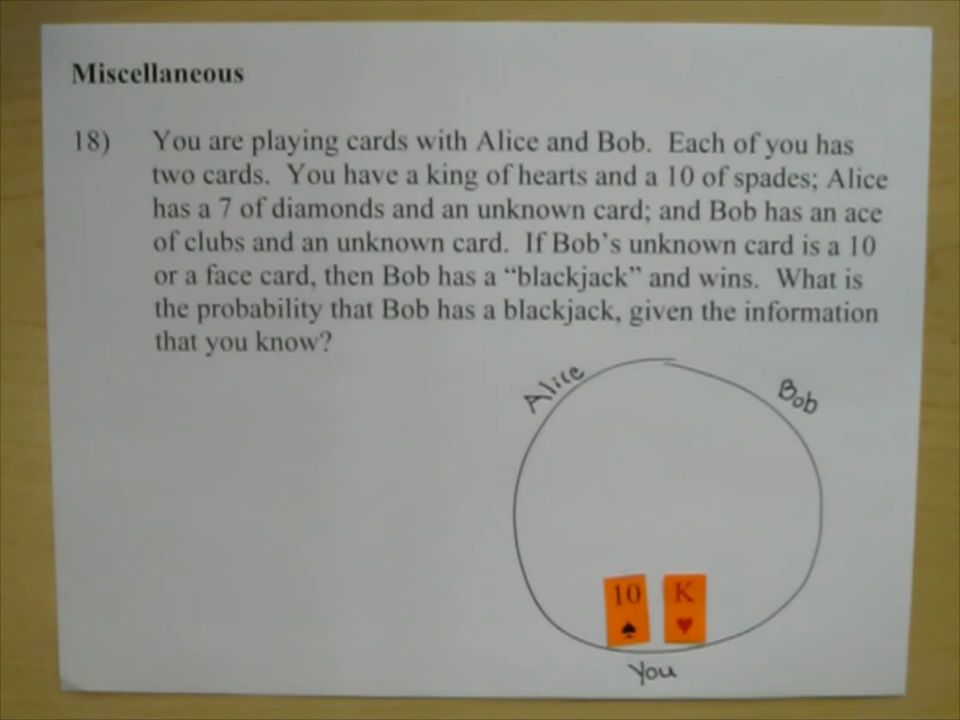 Miscellaneous
18) You are playing cards with Alice and Bob. Each of you has
two cards. You have a king of hearts and a 10 of spades; Alice
has a 7 of diamonds and an unknown card; and Bob has an ace
of clubs and an unknown card. If Bob's unknown card is a 10
or a face card, then Bob has a “blackjack” and wins. What is
the probability that Bob has a blackjack, given the information
that you know?
Alice
Bob
10 K
You